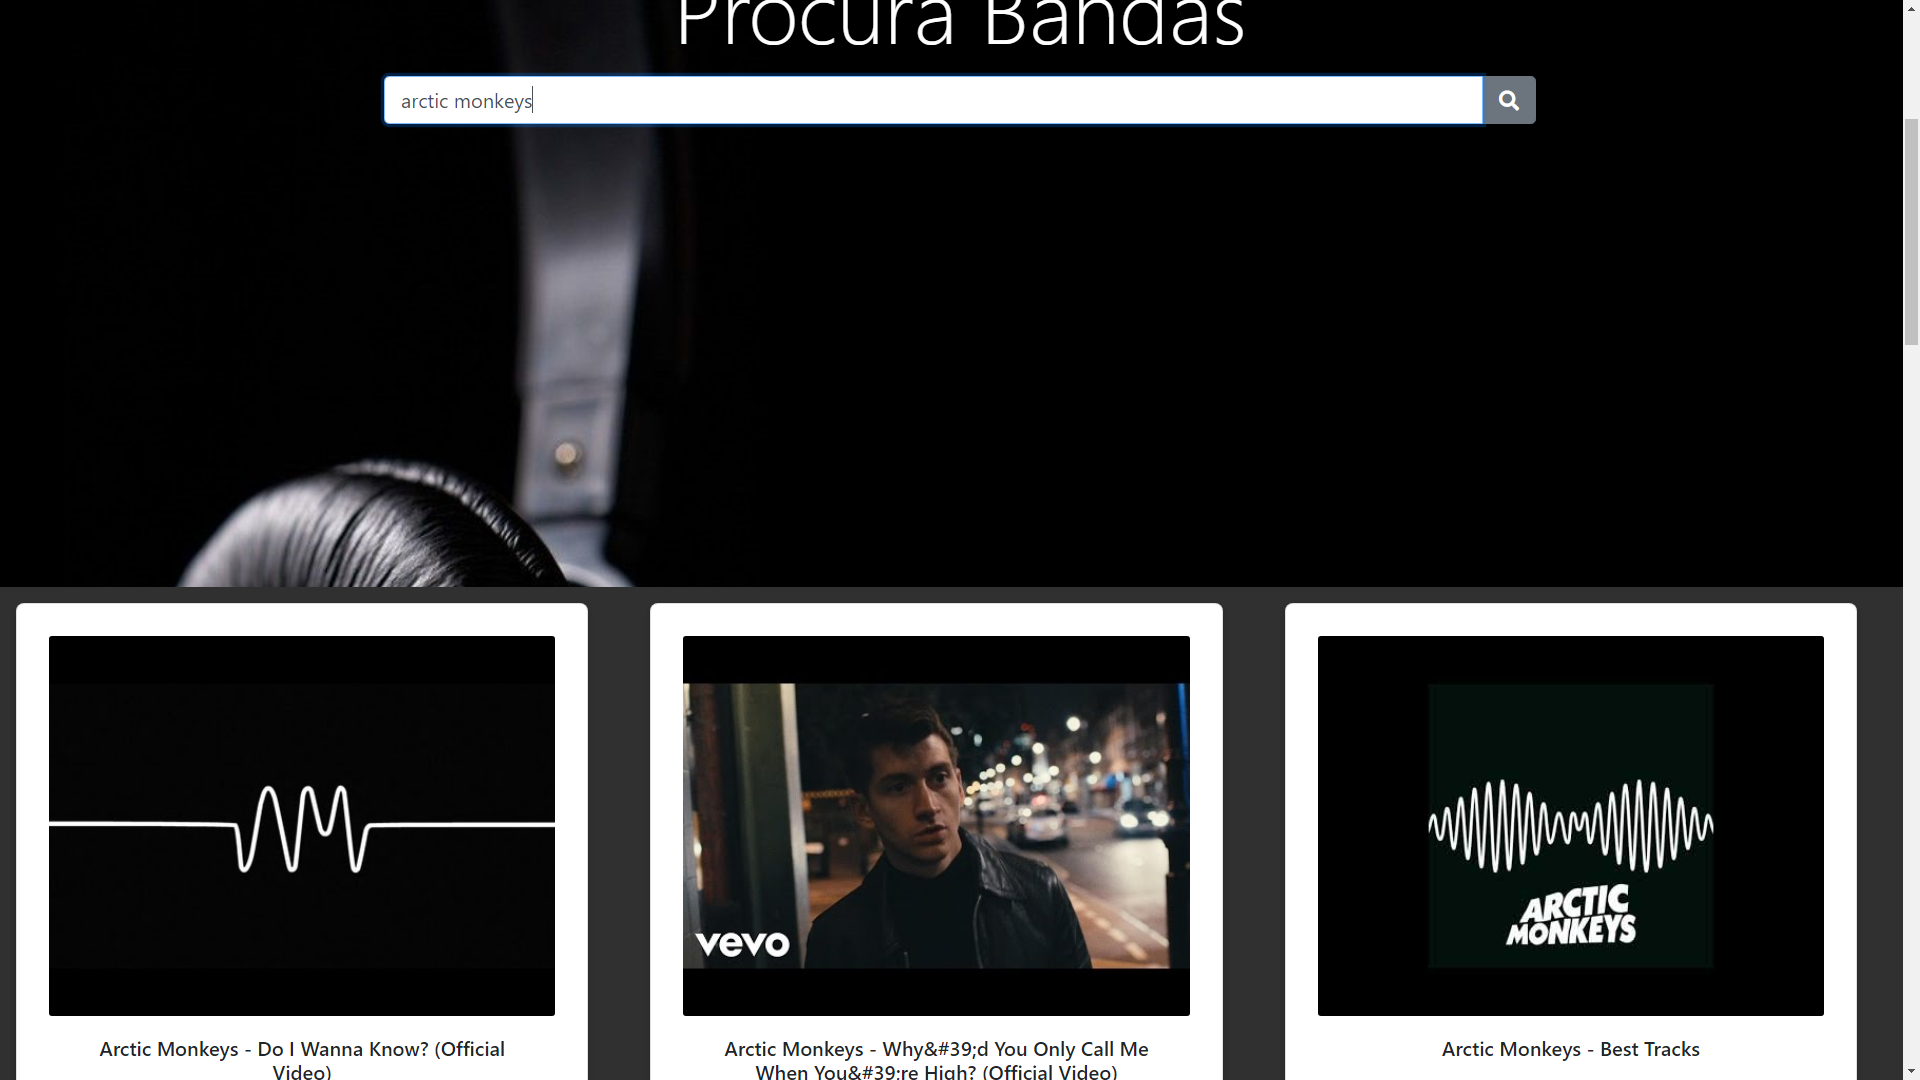 Procura Bandas
arctic monkeys
vevo
ARCTIC
MONKEYS
Arctic Monkeys - Do I Wanna Know? (Official
Video)
Arctic Monkeys - Why&#39;d You Only Call Me
When You&#39;re High? (Official Video)
Arctic Monkeys - Best Tracks